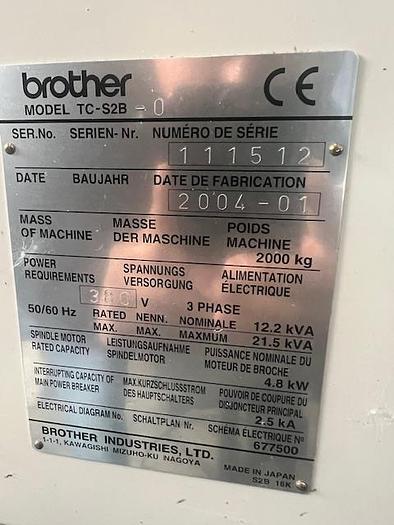 brother CE
MODEL TC-S2B -0
SER.No. SERIEN-Nr. NUMÉRO DE SÉRIE
111512
DATE BAUJAHR DATE DE FABRICATION
2004-01
MASS MASSE POIDS
OF MACHINE DER MASCHINE MACHINE
2000 kg
POWER SPANNUNGS ALIMENTATION
REQUIREMENTS VERSORGUNG ÉLECTRIQUE
380 V 3 PHASE
50/60 Hz RATED NENN. NOMINALE 12.2 kVA
MAX. MAX. MAXMUM 21.5 kVA
SPINDLE MOTOR LEISTUNGSAUFNAHME PUISSANCE NOMINALE DU
RATED CAPACITY SPINDELMOTOR MOTEUR DE BROCHE
4.8 kW
INTERRUPTING CAPACITY OF MAX.KURZSCHLUSSTROM POUVOIR DE COUPURE DU
MAIN POWER BREAKER DES HAUPTSCHALTERS DISJONCTEUR PRINCIPAL
2.5 kA
ELECTRICAL DIAGRAM No. SCHALTPLAN Nr. SCHÉMA ÉLECTRIQUE Nº
677500
BROTHER INDUSTRIES, LTD.
1-1-1, KAWAGISHI MIZUHO-KU NAGOYA
MADE IN JAPAN
S2B 16K